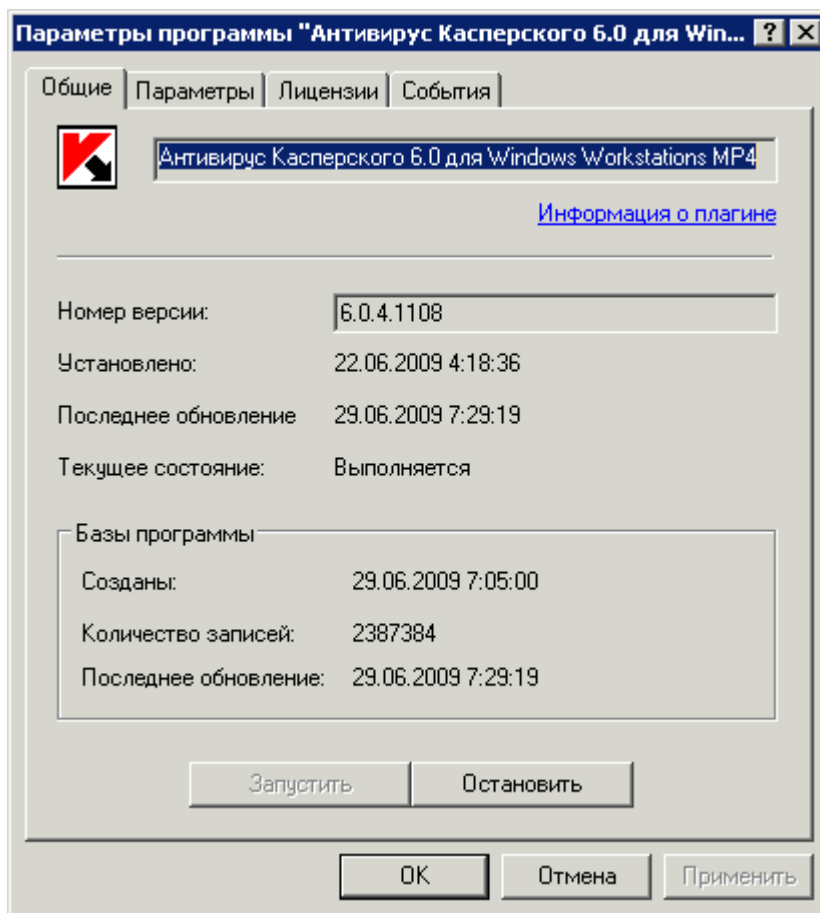 Параметры программы "Антивирус Касперского 6.0 для Win...
Общие Параметры Лицензии События
Антивирус Касперского 6.0 для Windows Workstations MP4
Информация о плагине
Номер версии: 6.0.4.1108
Установлено: 22.06.2009 4:18:36
Последнее обновление 29.06.2009 7:29:19
Текущее состояние: Выполняется
Базы программы
Созданы: 29.06.2009 7:05:00
Количество записей: 2387384
Последнее обновление: 29.06.2009 7:29:19
Запустить Остановить
OK Отмена Применить